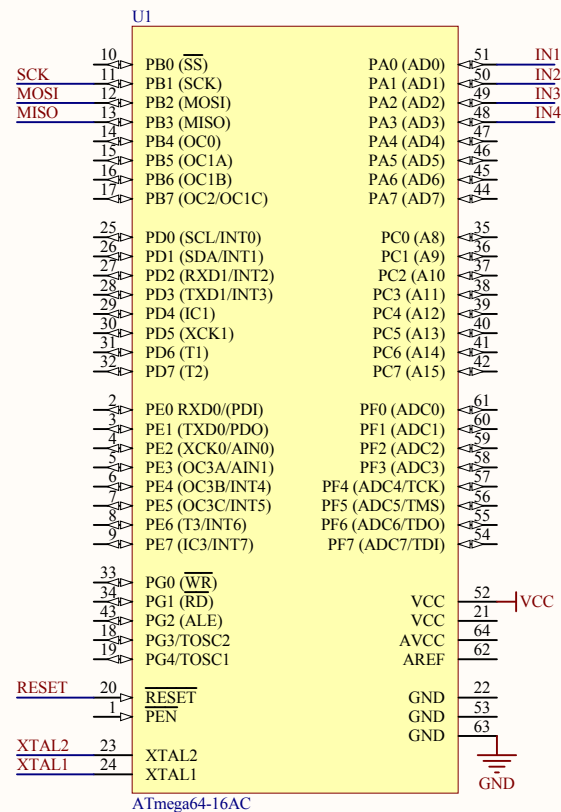 U1
10 PB0 (SS) PA0 (AD0) 51 IN1
SCK 11 PB1 (SCK) PA1 (AD1) 50 IN2
MOSI 12 PB2 (MOSI) PA2 (AD2) 49 IN3
MISO 13 PB3 (MISO) PA3 (AD3) 48 IN4
14 PB4 (OC0) PA4 (AD4) 47
15 PB5 (OC1A) PA5 (AD5) 46
16 PB6 (OC1B) PA6 (AD6) 45
17 PB7 (OC2/OC1C) PA7 (AD7) 44
25 PD0 (SCL/INT0) PC0 (A8) 35
26 PD1 (SDA/INT1) PC1 (A9) 36
27 PD2 (RXD1/INT2) PC2 (A10 37
28 PD3 (TXD1/INT3) PC3 (A11) 38
29 PD4 (IC1) PC4 (A12) 39
30 PD5 (XCK1) PC5 (A13) 40
31 PD6 (T1) PC6 (A14) 41
32 PD7 (T2) PC7 (A15) 42
2 PE0 RXD0/(PDI) PF0 (ADC0) 61
3 PE1 (TXD0/PDO) PF1 (ADC1) 60
4 PE2 (XCK0/AIN0) PF2 (ADC2) 59
5 PE3 (OC3A/AIN1) PF3 (ADC3) 58
6 PE4 (OC3B/INT4) PF4 (ADC4/TCK) 57
7 PE5 (OC3C/INT5) PF5 (ADC5/TMS) 56
8 PE6 (T3/INT6) PF6 (ADC6/TDO) 55
9 PE7 (IC3/INT7) PF7 (ADC7/TDI) 54
33 PG0 (WR)
34 PG1 (RD) VCC 52 VCC
43 PG2 (ALE) VCC 21
18 PG3/TOSC2 AVCC 64
19 PG4/TOSC1 AREF 62
RESET 20 RESET GND 22
1 PEN GND 53
GND 63
XTAL2 23 XTAL2
XTAL1 24 XTAL1
GND
ATmega64-16AC